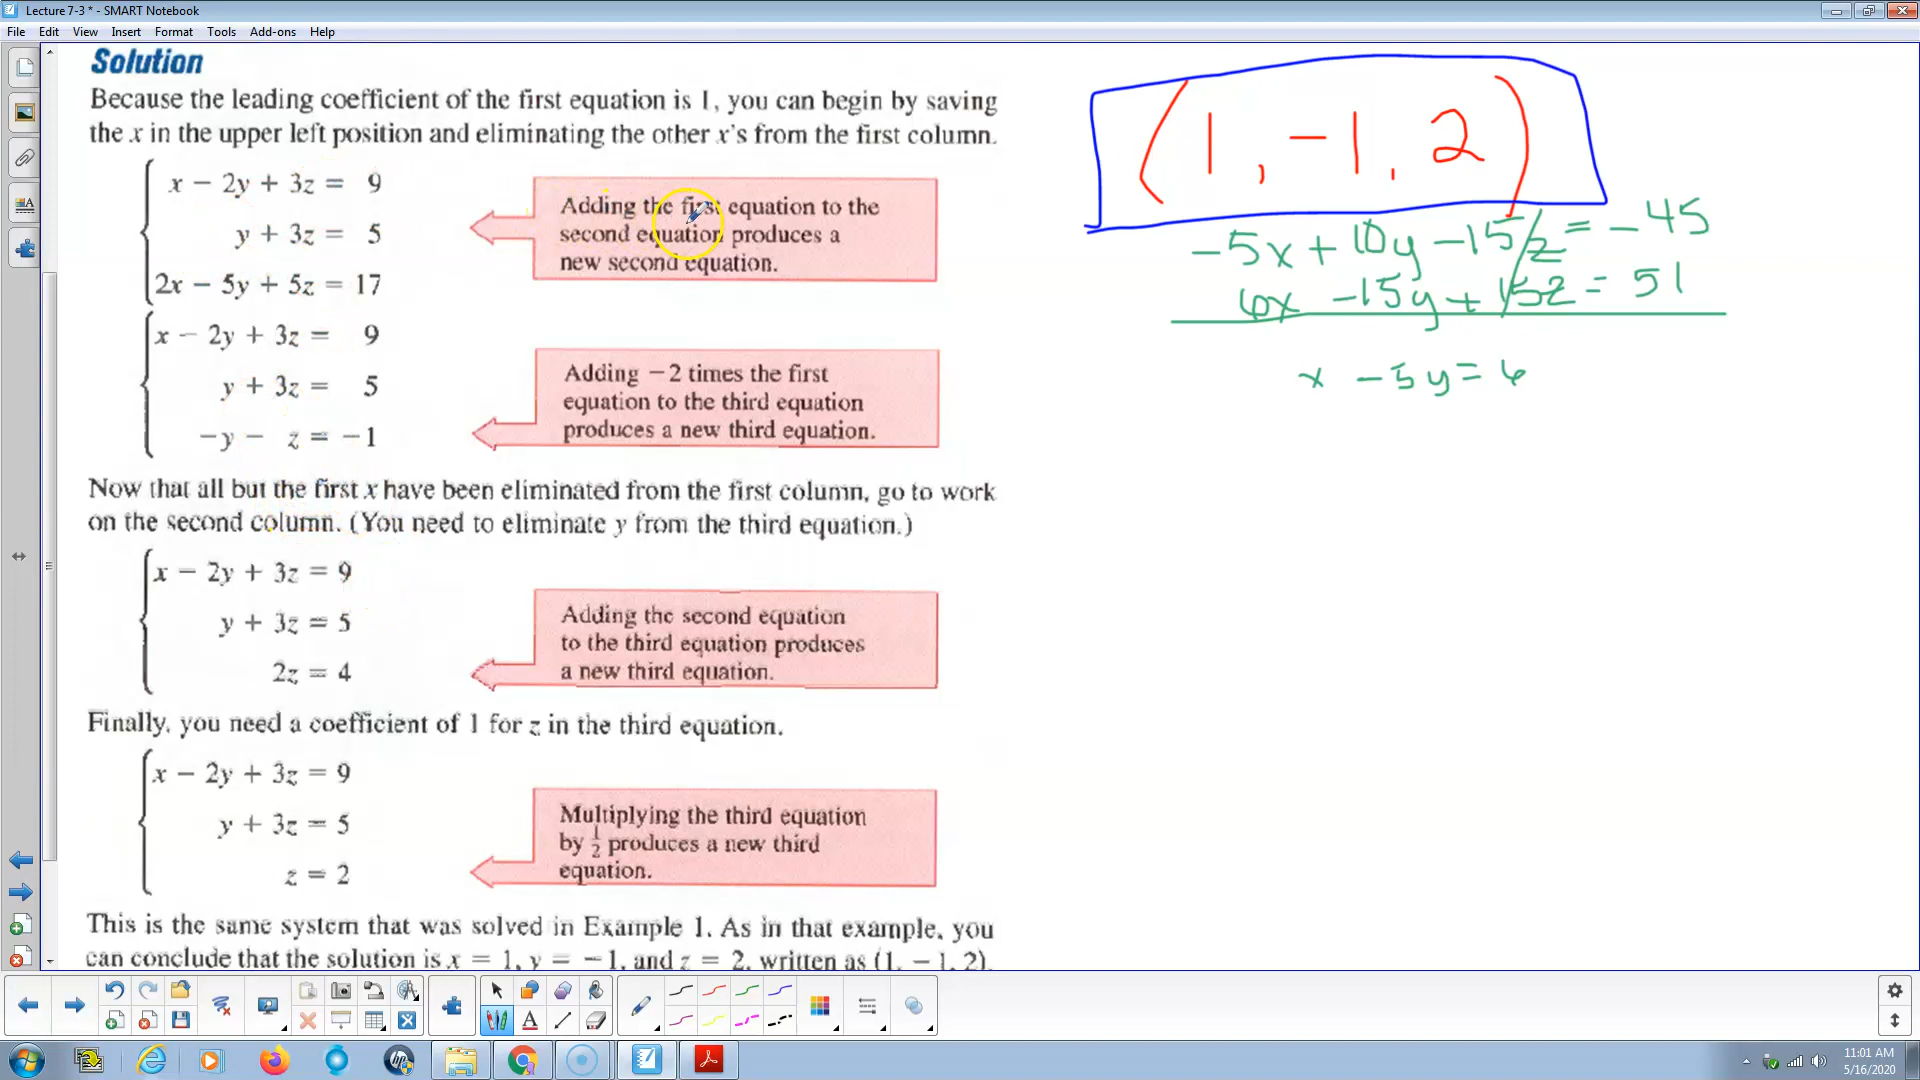 Lecture 7-3 * - SMART Notebook
File Edit View Insert Format Tools Add-ons Help
Solution
Because the leading coefficient of the first equation is 1, you can begin by saving
the x in the upper left position and eliminating the other x's from the first column.
x − 2y + 3z = 9
y + 3z = 5
2x − 5y + 5z = 17
Adding the first equation to the
second equation produces a
new second equation.
x − 2y + 3z = 9
y + 3z = 5
−y − z = −1
Adding −2 times the first
equation to the third equation
produces a new third equation.
Now that all but the first x have been eliminated from the first column, go to work
on the second column. (You need to eliminate y from the third equation.)
x − 2y + 3z = 9
y + 3z = 5
2z = 4
Adding the second equation
to the third equation produces
a new third equation.
Finally, you need a coefficient of 1 for z in the third equation.
x − 2y + 3z = 9
y + 3z = 5
z = 2
Multiplying the third equation
by 1/2 produces a new third
equation.
This is the same system that was solved in Example 1. As in that example, you
can conclude that the solution is x = 1, y = −1, and z = 2, written as (1, −1, 2).
(1, −1, 2)
−5x + 10y − 15z = −45
6x − 15y + 15z = 51
x − 5y = 6
11:01 AM
5/16/2020